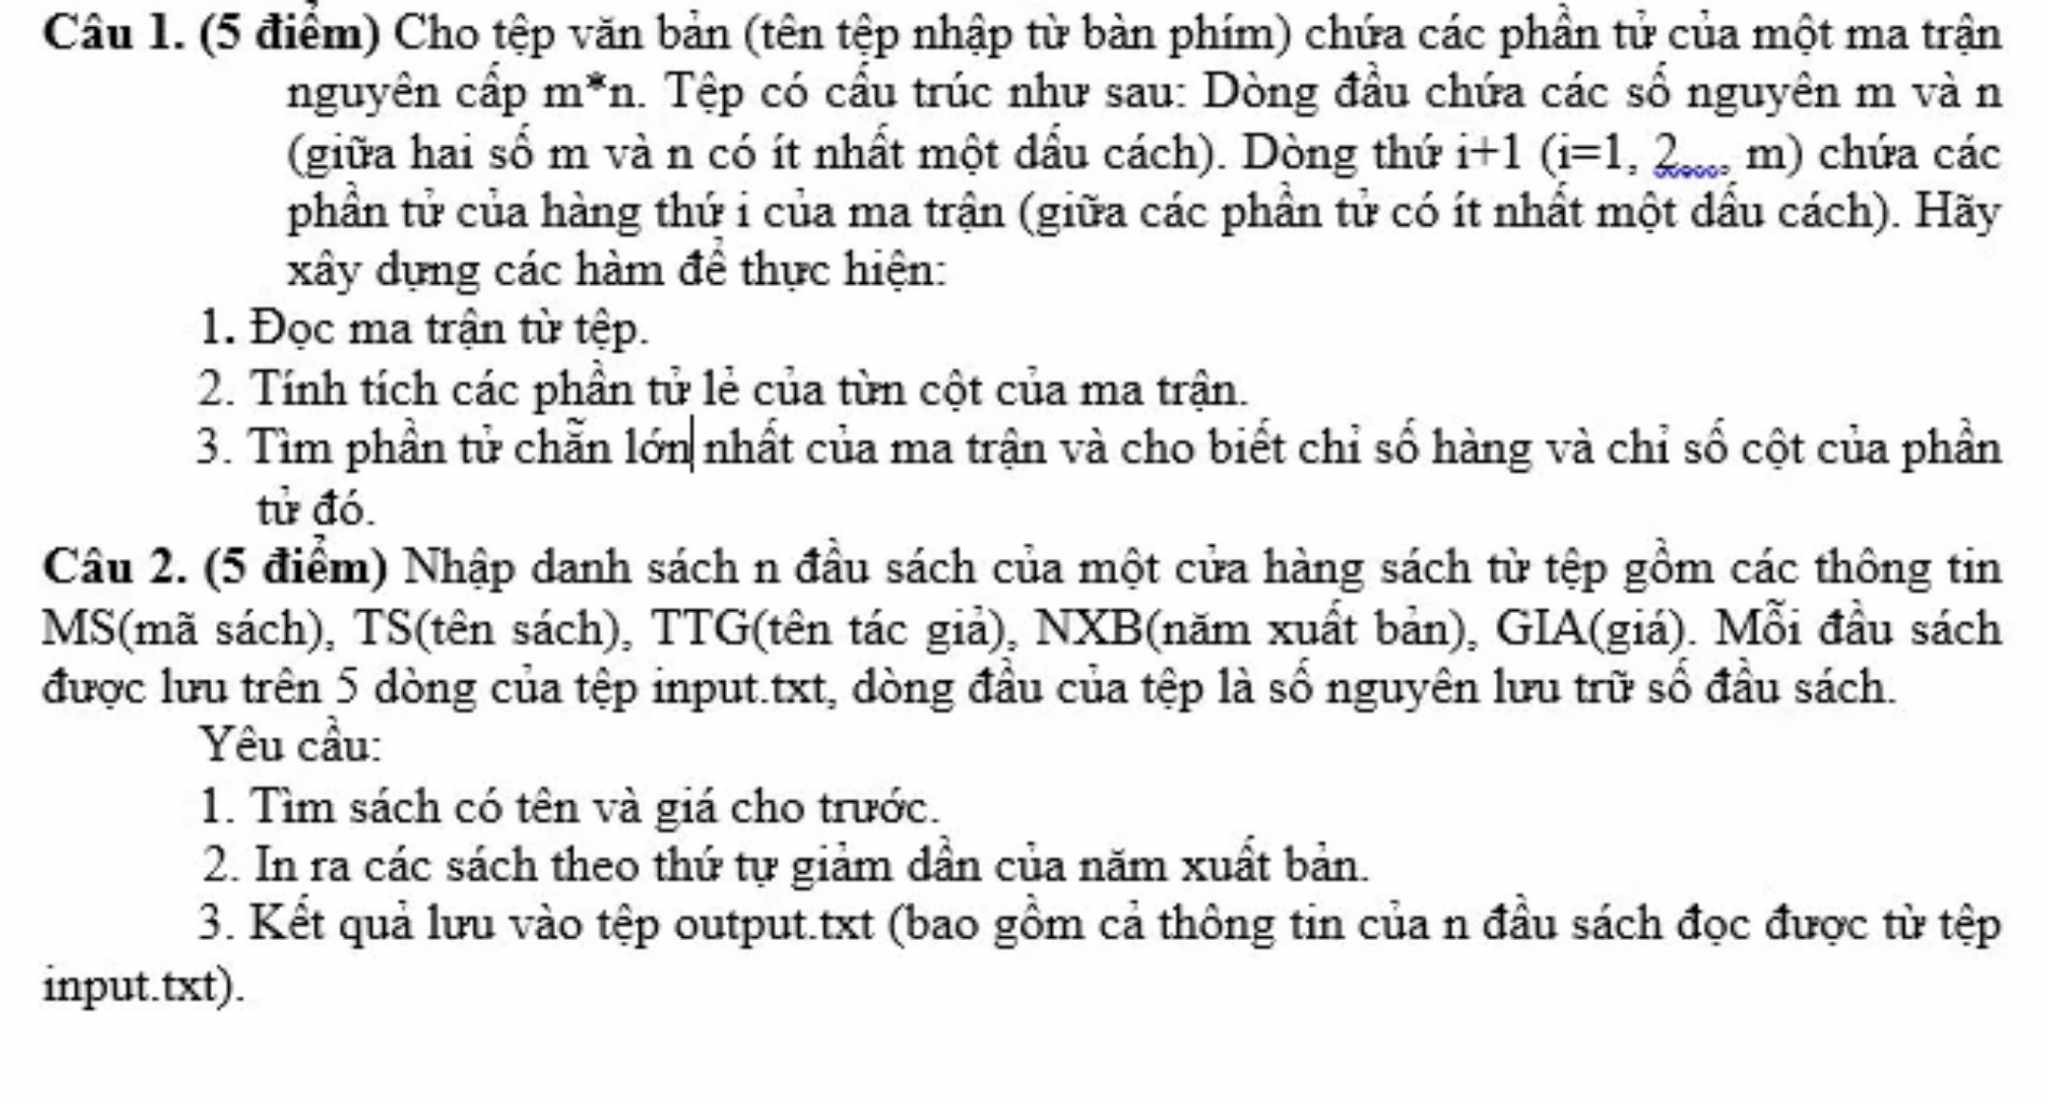 Câu 1. (5 điểm) Cho tệp văn bản (tên tệp nhập từ bàn phím) chứa các phần tử của một ma trận
nguyên cấp m*n. Tệp có cấu trúc như sau: Dòng đầu chứa các số nguyên m và n
(giữa hai số m và n có ít nhất một dấu cách). Dòng thứ i+1 (i=1, 2,..., m) chứa các
phần tử của hàng thứ i của ma trận (giữa các phần tử có ít nhất một dấu cách). Hãy
xây dựng các hàm để thực hiện:
1. Đọc ma trận từ tệp.
2. Tính tích các phần tử lẻ của từn cột của ma trận.
3. Tìm phần tử chẵn lớn nhất của ma trận và cho biết chỉ số hàng và chỉ số cột của phần
tử đó.
Câu 2. (5 điểm) Nhập danh sách n đầu sách của một cửa hàng sách từ tệp gồm các thông tin
MS(mã sách), TS(tên sách), TTG(tên tác giả), NXB(năm xuất bản), GIA(giá). Mỗi đầu sách
được lưu trên 5 dòng của tệp input.txt, dòng đầu của tệp là số nguyên lưu trữ số đầu sách.
Yêu cầu:
1. Tìm sách có tên và giá cho trước.
2. In ra các sách theo thứ tự giảm dần của năm xuất bản.
3. Kết quả lưu vào tệp output.txt (bao gồm cả thông tin của n đầu sách đọc được từ tệp
input.txt).